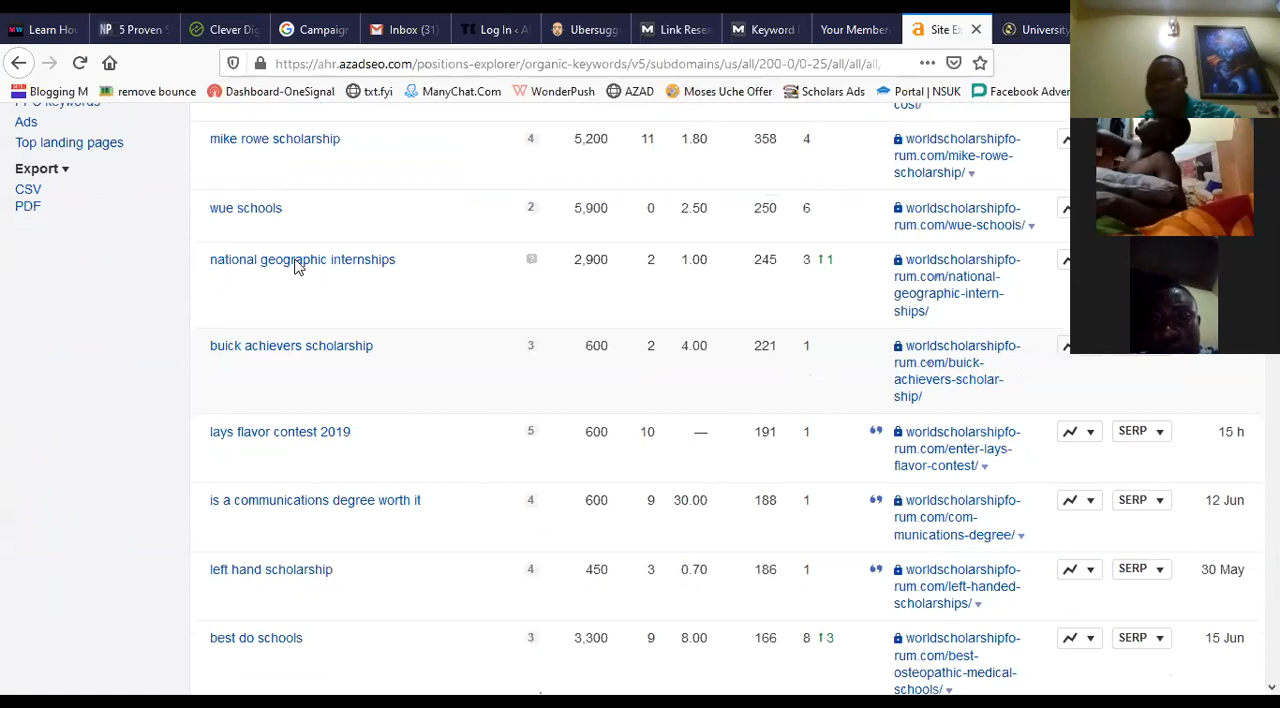 Learn Ho
5 Proven
Clever Dig
Campaig
Inbox (31)
Log In ‹ A
Ubersugg
Link Rese
Keyword
Your Member
Site Ex
University
https://ahr.azadseo.com/positions-explorer/organic-keywords/v5/subdomains/us/all/200-0/0-25/all/all/all/
Blogging M
remove bounce
Dashboard-OneSignal
txt.fyi
ManyChat.Com
WonderPush
AZAD
Moses Uche Offer
Scholars Ads
Portal | NSUK
Facebook Adver
Ads
Top landing pages
Export
CSV
PDF
cost/
mike rowe scholarship 4 5,200 11 1.80 358 4 worldscholarshipfo-
rum.com/mike-rowe-
scholarship/
wue schools 2 5,900 0 2.50 250 6 worldscholarshipfo-
rum.com/wue-schools/
national geographic internships 2,900 2 1.00 245 3 ↑1 worldscholarshipfo-
rum.com/national-
geographic-intern-
ships/
buick achievers scholarship 3 600 2 4.00 221 1 worldscholarshipfo-
rum.com/buick-
achievers-scholar-
ship/
lays flavor contest 2019 5 600 10 — 191 1 worldscholarshipfo- SERP 15 h
rum.com/enter-lays-
flavor-contest/
is a communications degree worth it 4 600 9 30.00 188 1 worldscholarshipfo- SERP 12 Jun
rum.com/com-
munications-degree/
left hand scholarship 4 450 3 0.70 186 1 worldscholarshipfo- SERP 30 May
rum.com/left-handed-
scholarships/
best do schools 3 3,300 9 8.00 166 8 ↑3 worldscholarshipfo- SERP 15 Jun
rum.com/best-
osteopathic-medical-
schools/